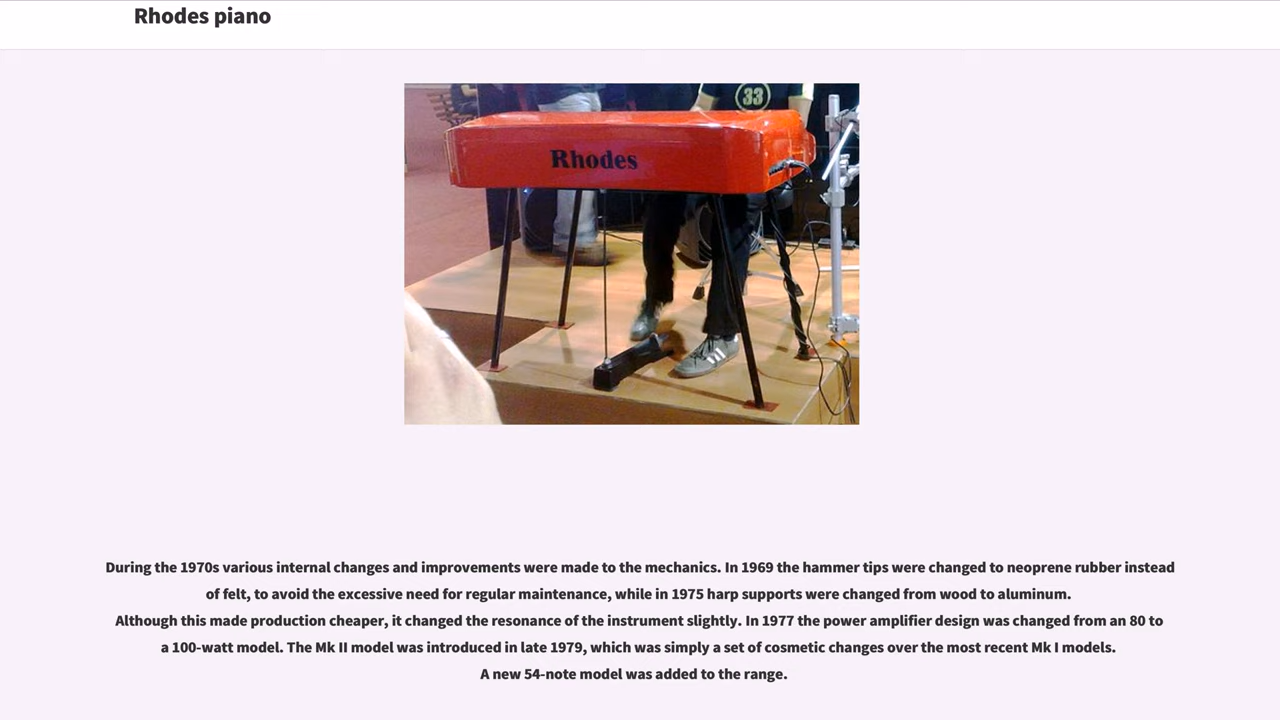 Rhodes piano
33
Rhodes
During the 1970s various internal changes and improvements were made to the mechanics. In 1969 the hammer tips were changed to neoprene rubber instead
of felt, to avoid the excessive need for regular maintenance, while in 1975 harp supports were changed from wood to aluminum.
Although this made production cheaper, it changed the resonance of the instrument slightly. In 1977 the power amplifier design was changed from an 80 to
a 100-watt model. The Mk II model was introduced in late 1979, which was simply a set of cosmetic changes over the most recent Mk I models.
A new 54-note model was added to the range.